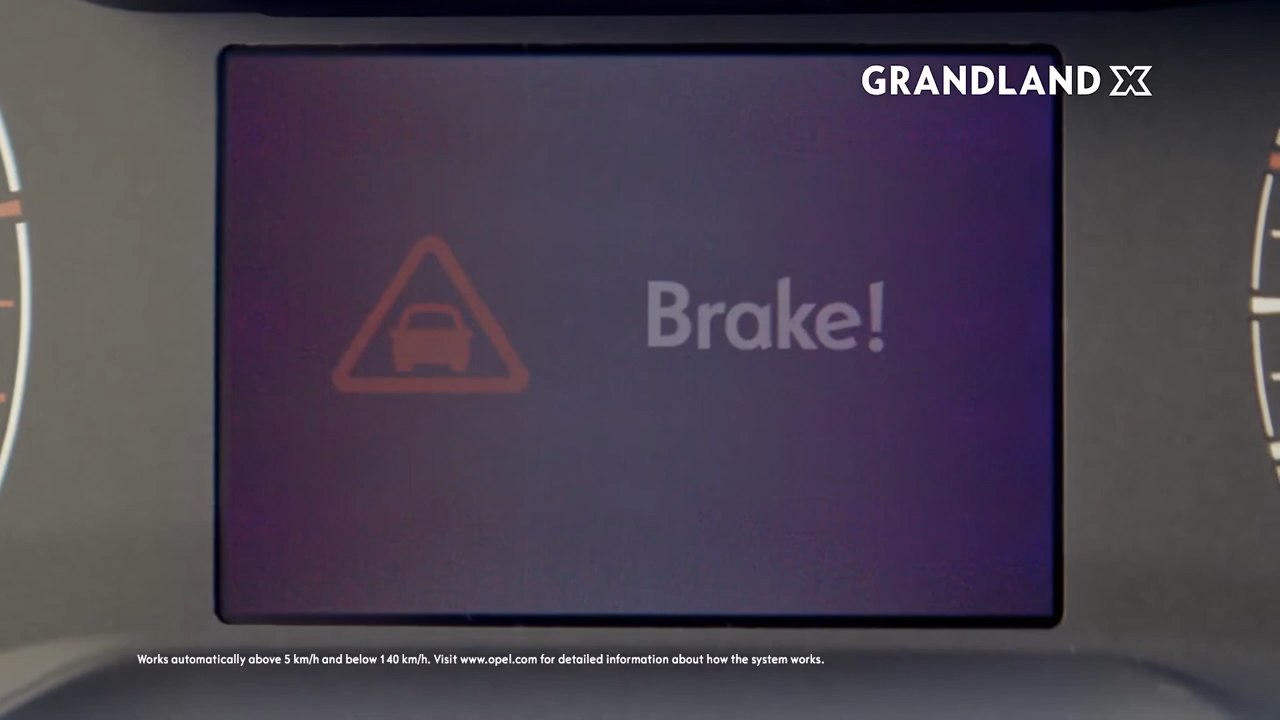 GRANDLAND X
Brake!
Works automatically above 5 km/h and below 140 km/h. Visit www.opel.com for detailed information about how the system works.